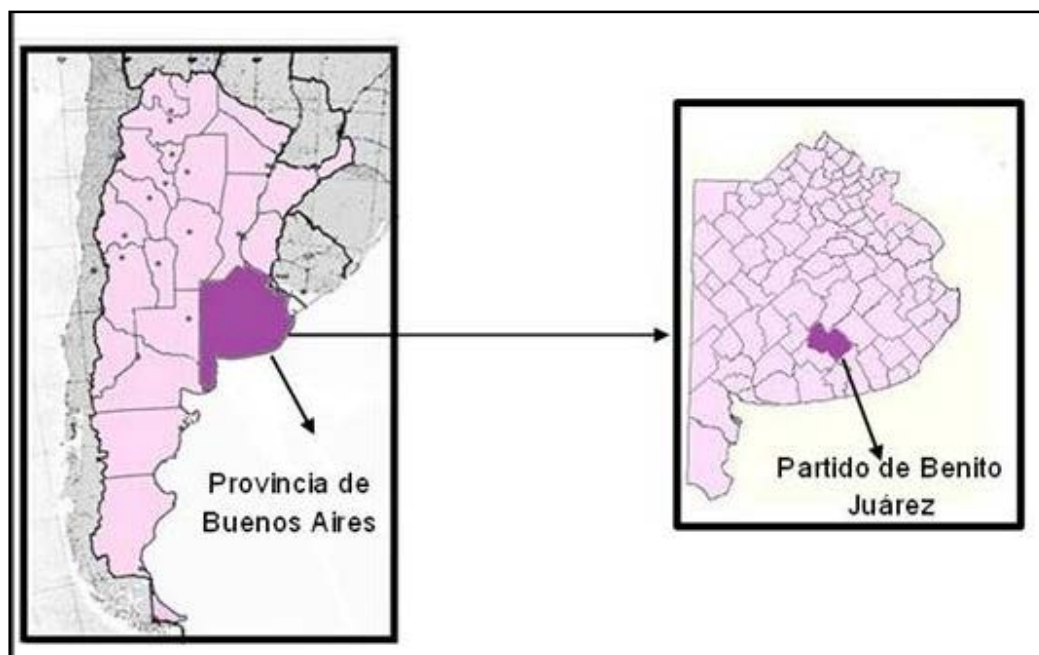 Provincia de
Buenos Aires
Partido de Benito
Juárez